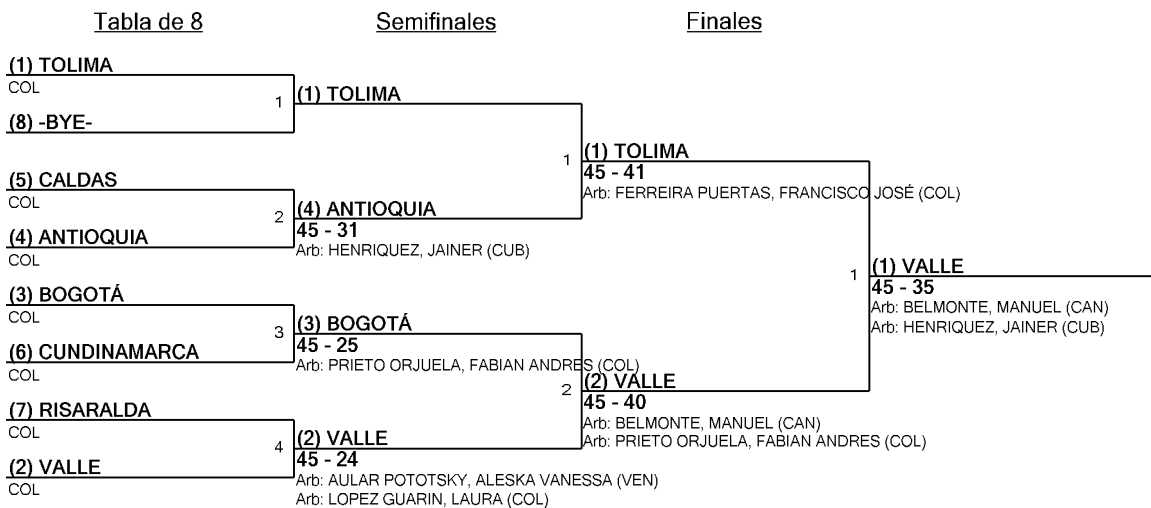 Tabla de 8
Semifinales
Finales
(1) TOLIMA
COL
1
(8) -BYE-
(5) CALDAS
COL
2
(4) ANTIOQUIA
COL
(3) BOGOTÁ
COL
3
(6) CUNDINAMARCA
COL
(7) RISARALDA
COL
4
(2) VALLE
COL
(1) TOLIMA
1
(4) ANTIOQUIA
45 - 31
Arb: HENRIQUEZ, JAINER (CUB)
(3) BOGOTÁ
45 - 25
Arb: PRIETO ORJUELA, FABIAN ANDRES (COL)
2
(2) VALLE
45 - 24
Arb: AULAR POTOTSKY, ALESKA VANESSA (VEN)
Arb: LOPEZ GUARIN, LAURA (COL)
(1) TOLIMA
45 - 41
Arb: FERREIRA PUERTAS, FRANCISCO JOSÉ (COL)
1
(2) VALLE
45 - 40
Arb: BELMONTE, MANUEL (CAN)
Arb: PRIETO ORJUELA, FABIAN ANDRES (COL)
(1) VALLE
45 - 35
Arb: BELMONTE, MANUEL (CAN)
Arb: HENRIQUEZ, JAINER (CUB)